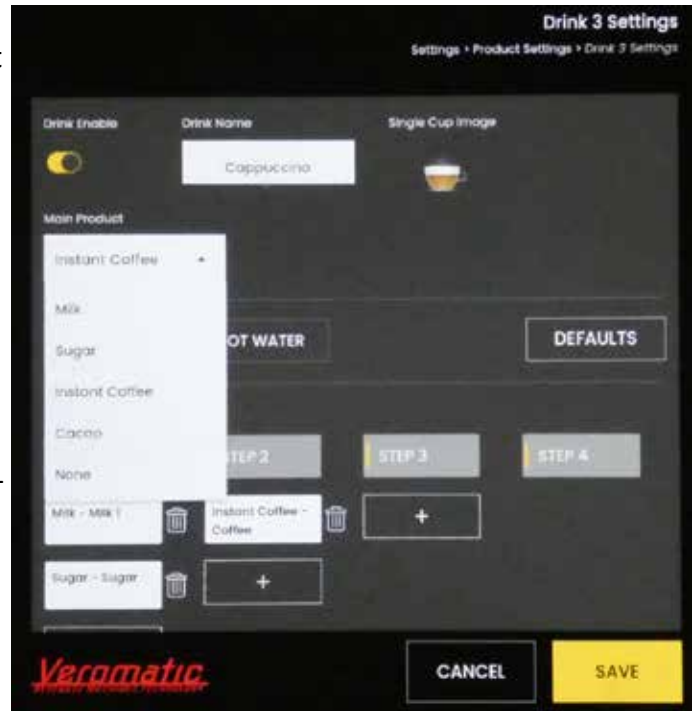 Drink 3 Settings
Settings > Product Settings > Drink 3 Settings
Drink Enable
Drink Name
Single Cup Image
Cappuccino
Main Product
Instant Coffee
Milk
Sugar
Instant Coffee
Cacao
None
OT WATER
DEFAULTS
STEP 2
STEP 3
STEP 4
Milk - Milk 1
Instant Coffee -
Coffee
+
Sugar - Sugar
+
Veromatic
CANCEL
SAVE